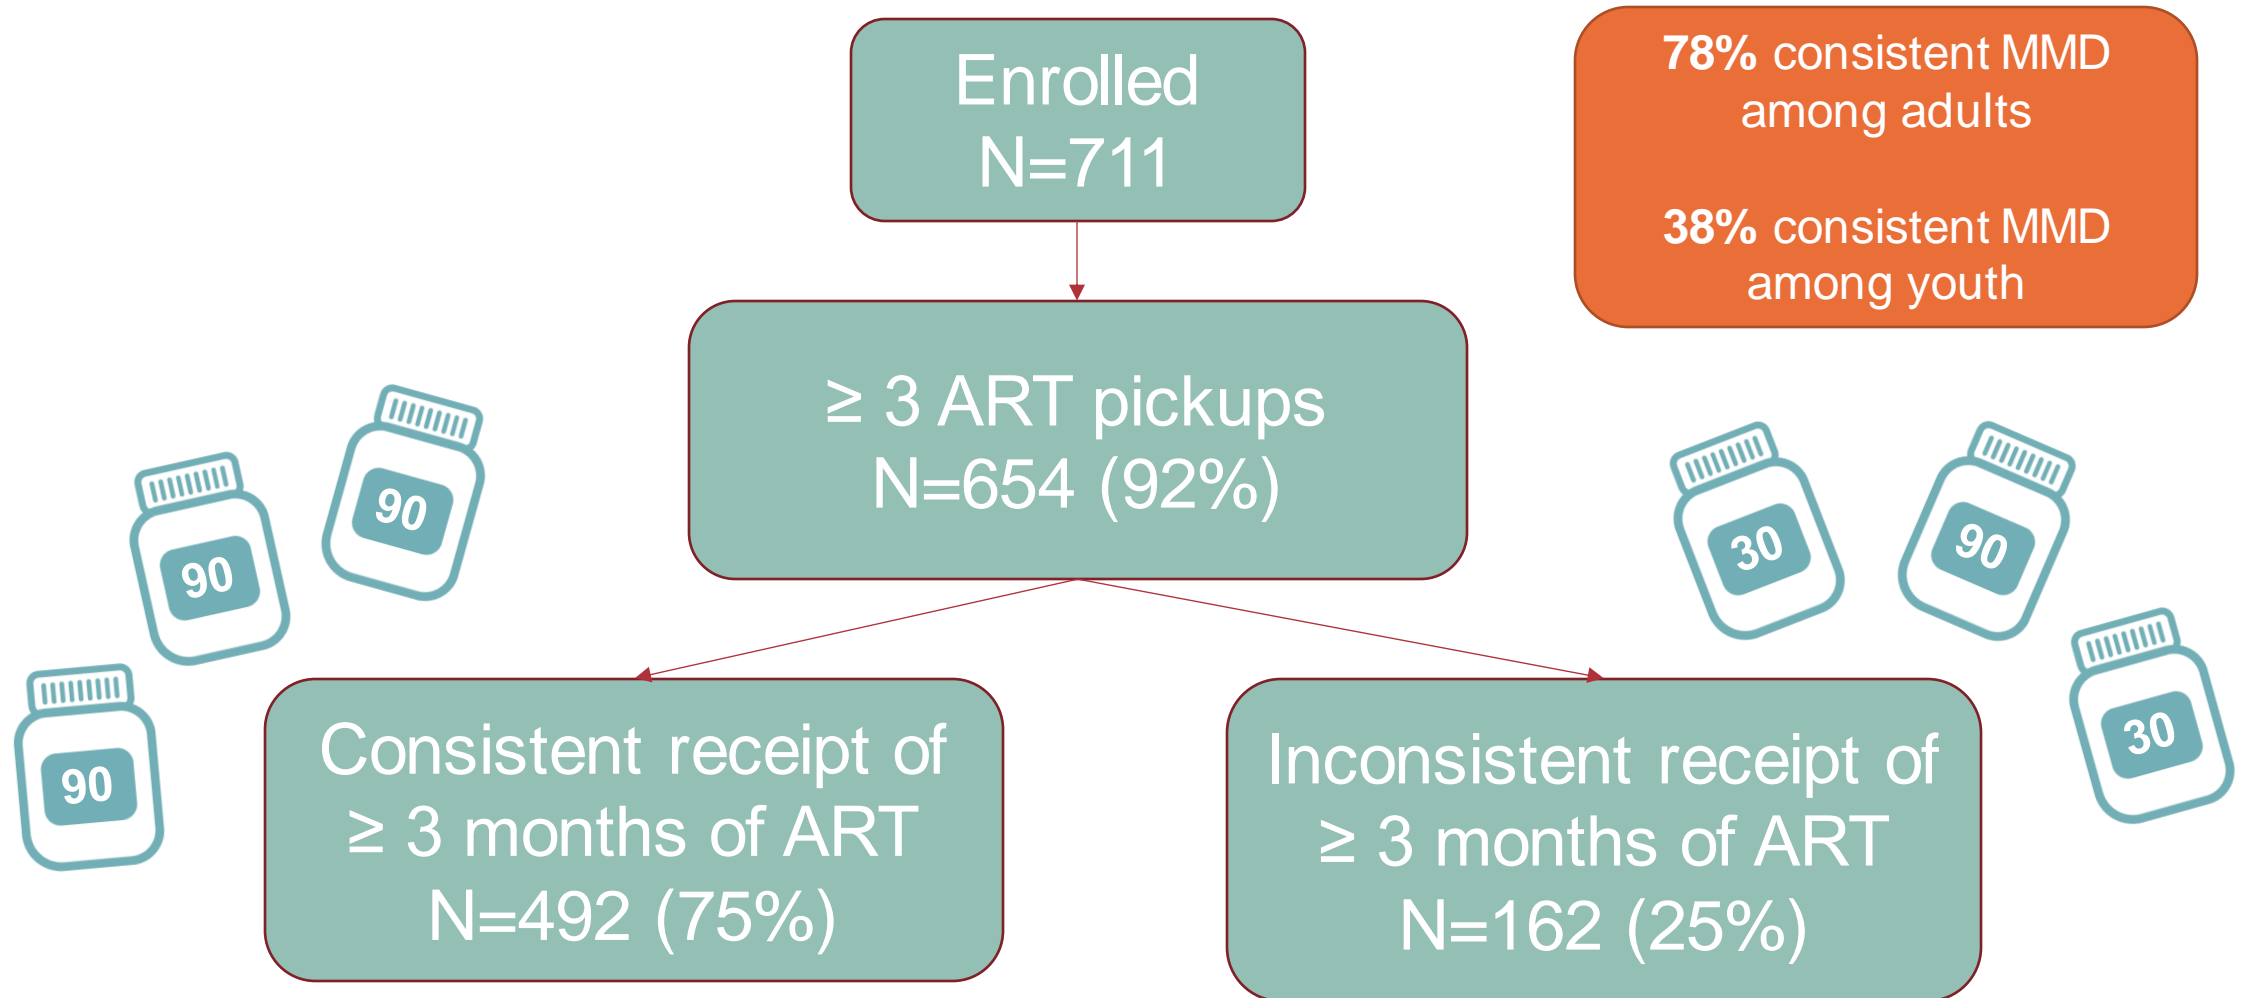 Enrolled
N=711
78% consistent MMD
among adults
38% consistent MMD
among youth
≥ 3 ART pickups
N=654 (92%)
90
90
90
30
90
30
Consistent receipt of
≥ 3 months of ART
N=492 (75%)
Inconsistent receipt of
≥ 3 months of ART
N=162 (25%)